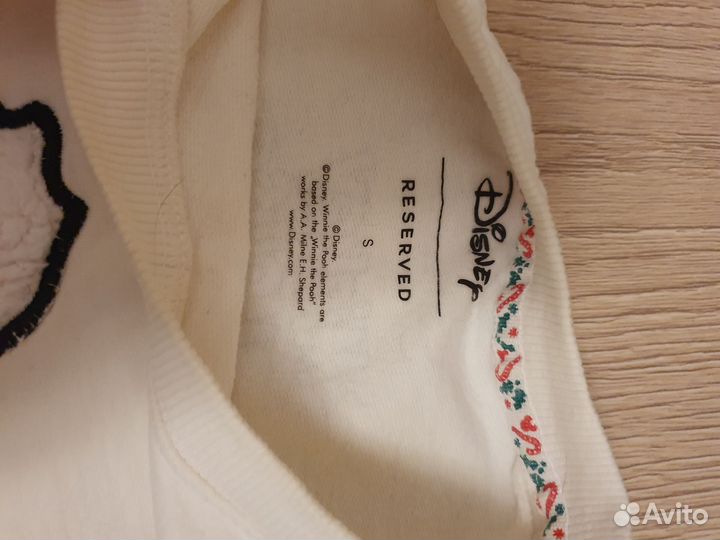 Disney
RESERVED
S
©Disney.
©Disney. Winnie the Pooh elements are
based on the „Winnie the Pooh"
works by A.A. Milne E.H. Shepard
www.Disney.com
Avito